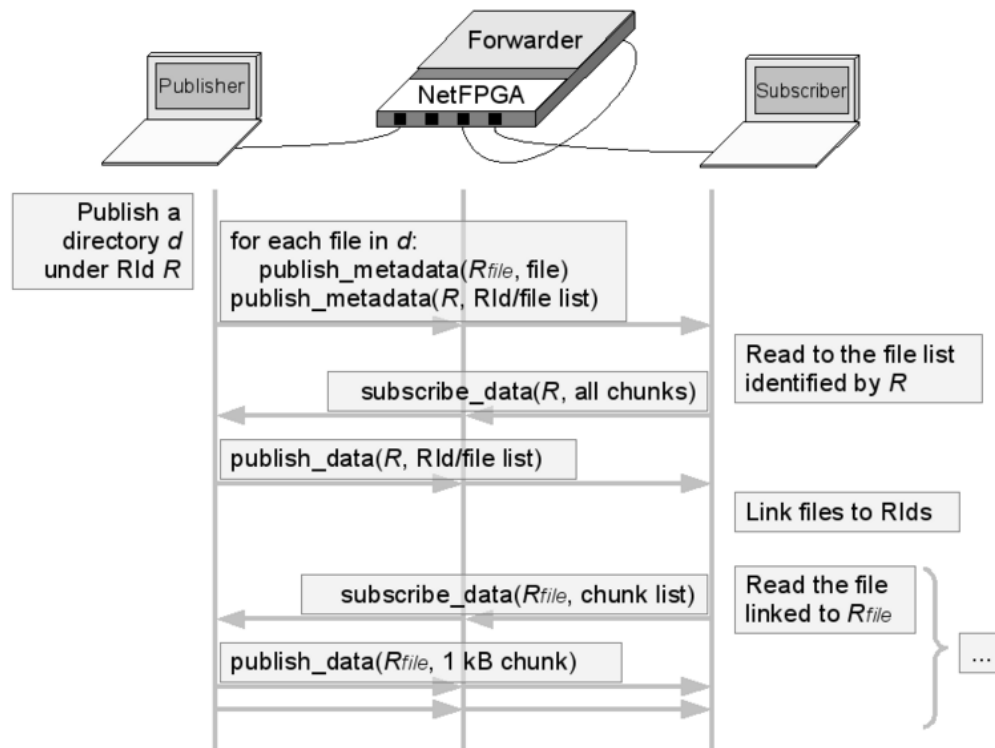 Forwarder
Publisher
NetFPGA
Subscriber
Publish a
directory d
under RId R
for each file in d:
publish_metadata(Rfile, file)
publish_metadata(R, RId/file list)
Read to the file list
identified by R
subscribe_data(R, all chunks)
publish_data(R, RId/file list)
Link files to RIds
subscribe_data(Rfile, chunk list)
Read the file
linked to Rfile
publish_data(Rfile, 1 kB chunk)
...